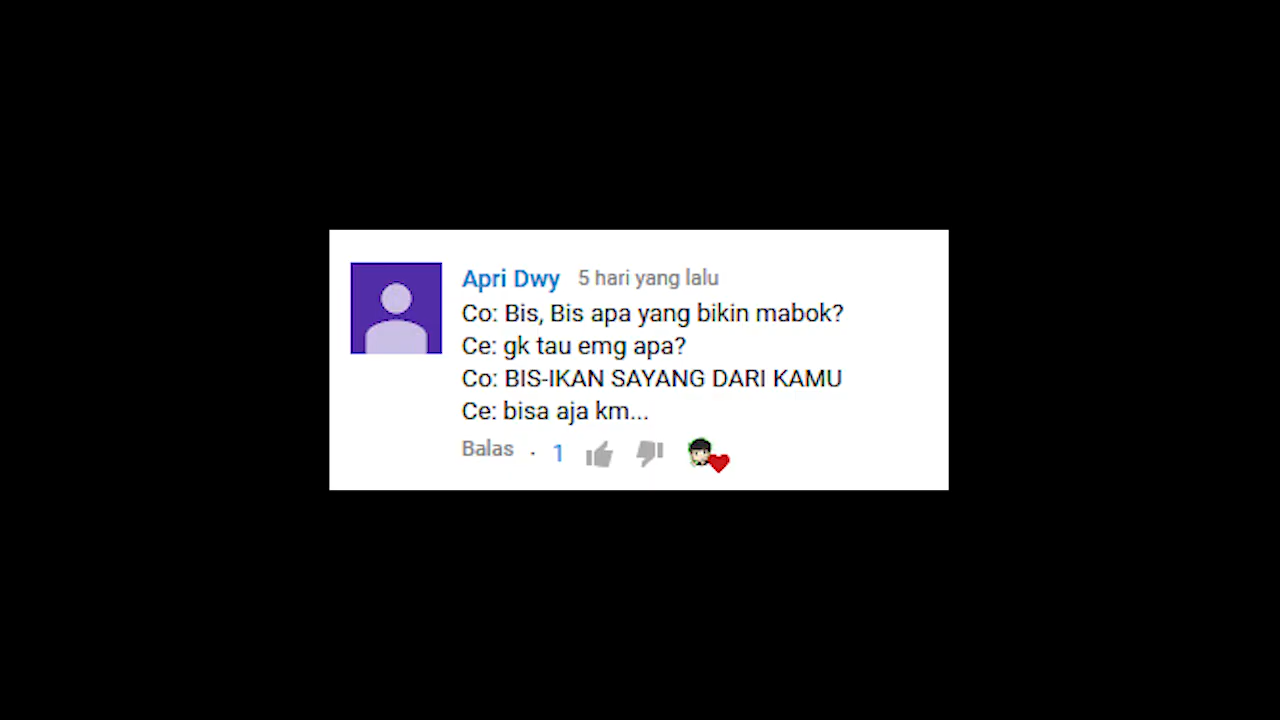 Apri Dwy 5 hari yang lalu
Co: Bis, Bis apa yang bikin mabok?
Ce: gk tau emg apa?
Co: BIS-IKAN SAYANG DARI KAMU
Ce: bisa aja km...
Balas · 1